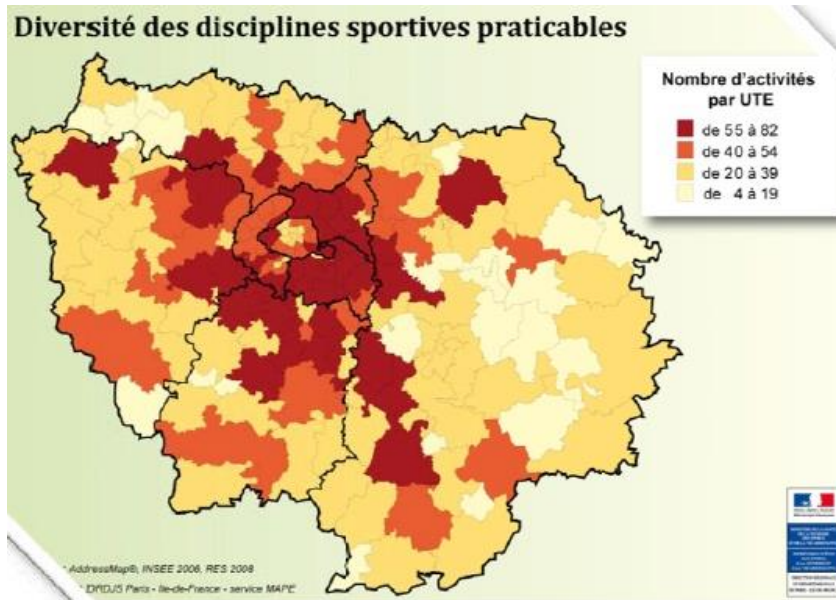 Diversité des disciplines sportives praticables
Nombre d'activités
par UTE
de 55 à 82
de 40 à 54
de 20 à 39
de 4 à 19
AddressMap®, INSEE 2006, RES 2008
DRDJS Paris - Ile-de-France - service MAPE